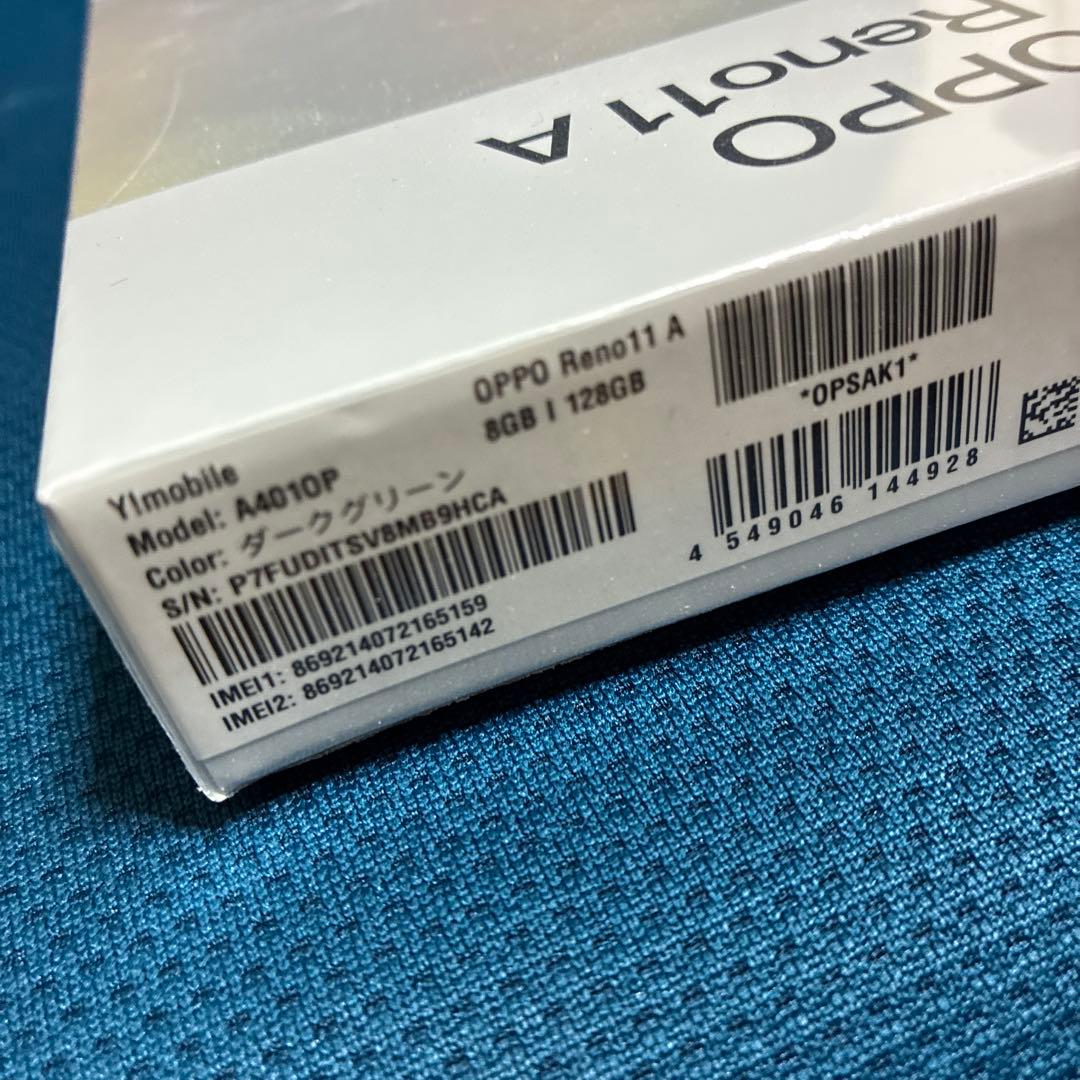 OPPO
Reno11 A
Y!mobile
Model: A401OP
Color: ダークグリーン
S/N: P7FUDITSV8MB9HCA
IMEI1: 869214072165159
IMEI2: 869214072165142
OPPO Reno11 A
8GB | 128GB
*OPSAK1*
4 549046 144928